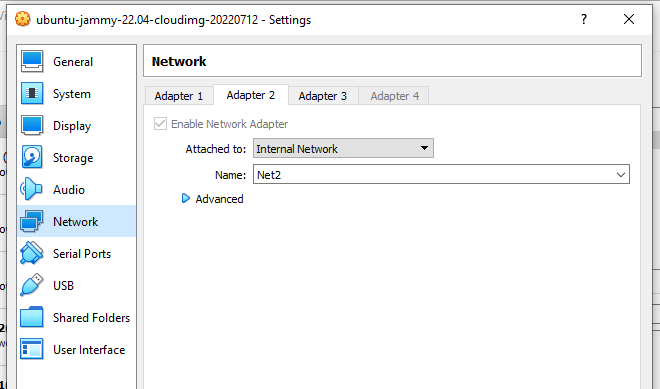 ubuntu-jammy-22.04-cloudimg-20220712 - Settings
General
System
Display
Storage
Audio
Network
Serial Ports
USB
Shared Folders
User Interface
Network
Adapter 1 Adapter 2 Adapter 3 Adapter 4
Enable Network Adapter
Attached to: Internal Network
Name: Net2
Advanced